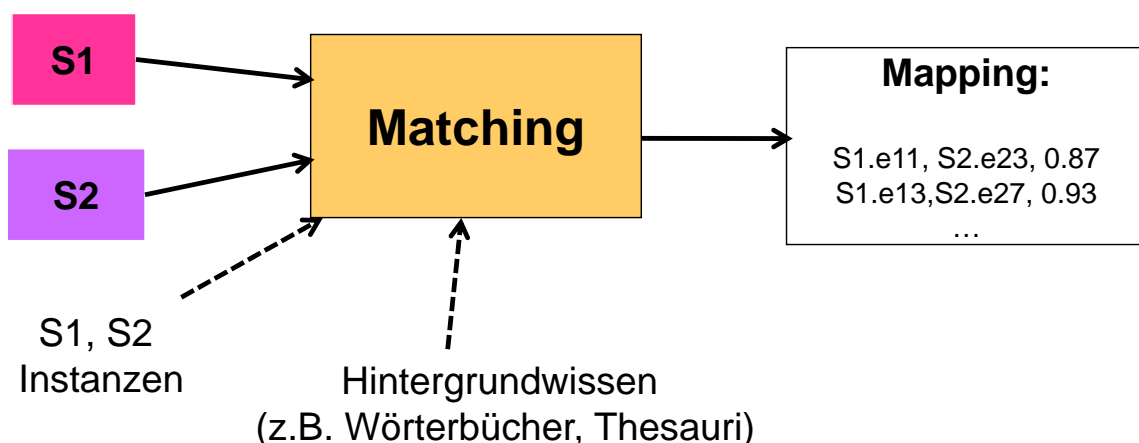 S1
S2
Matching
Mapping:
S1.e11, S2.e23, 0.87
S1.e13,S2.e27, 0.93
…
S1, S2
Instanzen
Hintergrundwissen
(z.B. Wörterbücher, Thesauri)